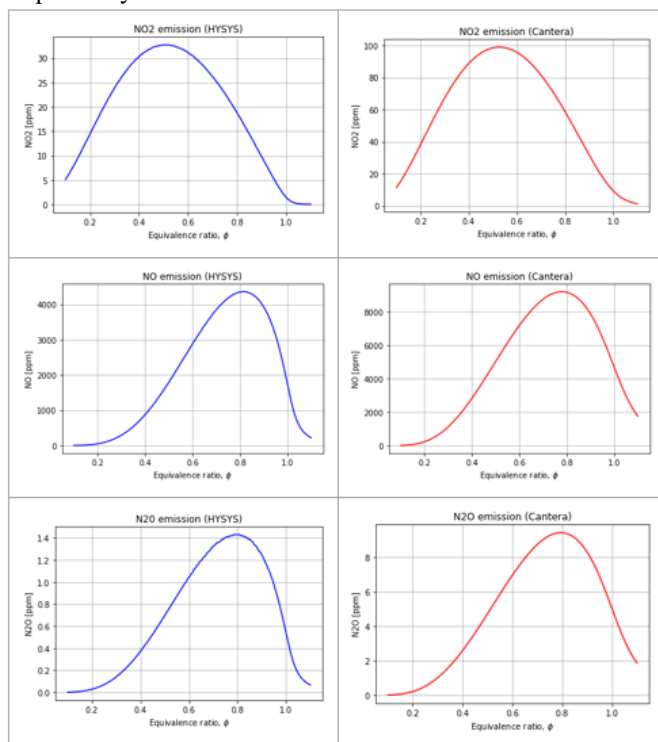 NO2 emission (HYSYS)
30
25
20
15
10
5
0
NO2 [ppm]
0.2 0.4 0.6 0.8 1.0
Equivalence ratio, ϕ
NO2 emission (Cantera)
100
80
60
40
20
0
NO2 [ppm]
0.2 0.4 0.6 0.8 1.0
Equivalence ratio, ϕ
NO emission (HYSYS)
4000
3000
2000
1000
0
NO [ppm]
0.2 0.4 0.6 0.8 1.0
Equivalence ratio, ϕ
NO emission (Cantera)
8000
6000
4000
2000
0
NO [ppm]
0.2 0.4 0.6 0.8 1.0
Equivalence ratio, ϕ
N20 emission (HYSYS)
1.4
1.2
1.0
0.8
0.6
0.4
0.2
0.0
N2O [ppm]
0.2 0.4 0.6 0.8 1.0
Equivalence ratio, ϕ
N2O emission (Cantera)
8
6
4
2
0
N2O [ppm]
0.2 0.4 0.6 0.8 1.0
Equivalence ratio, ϕ